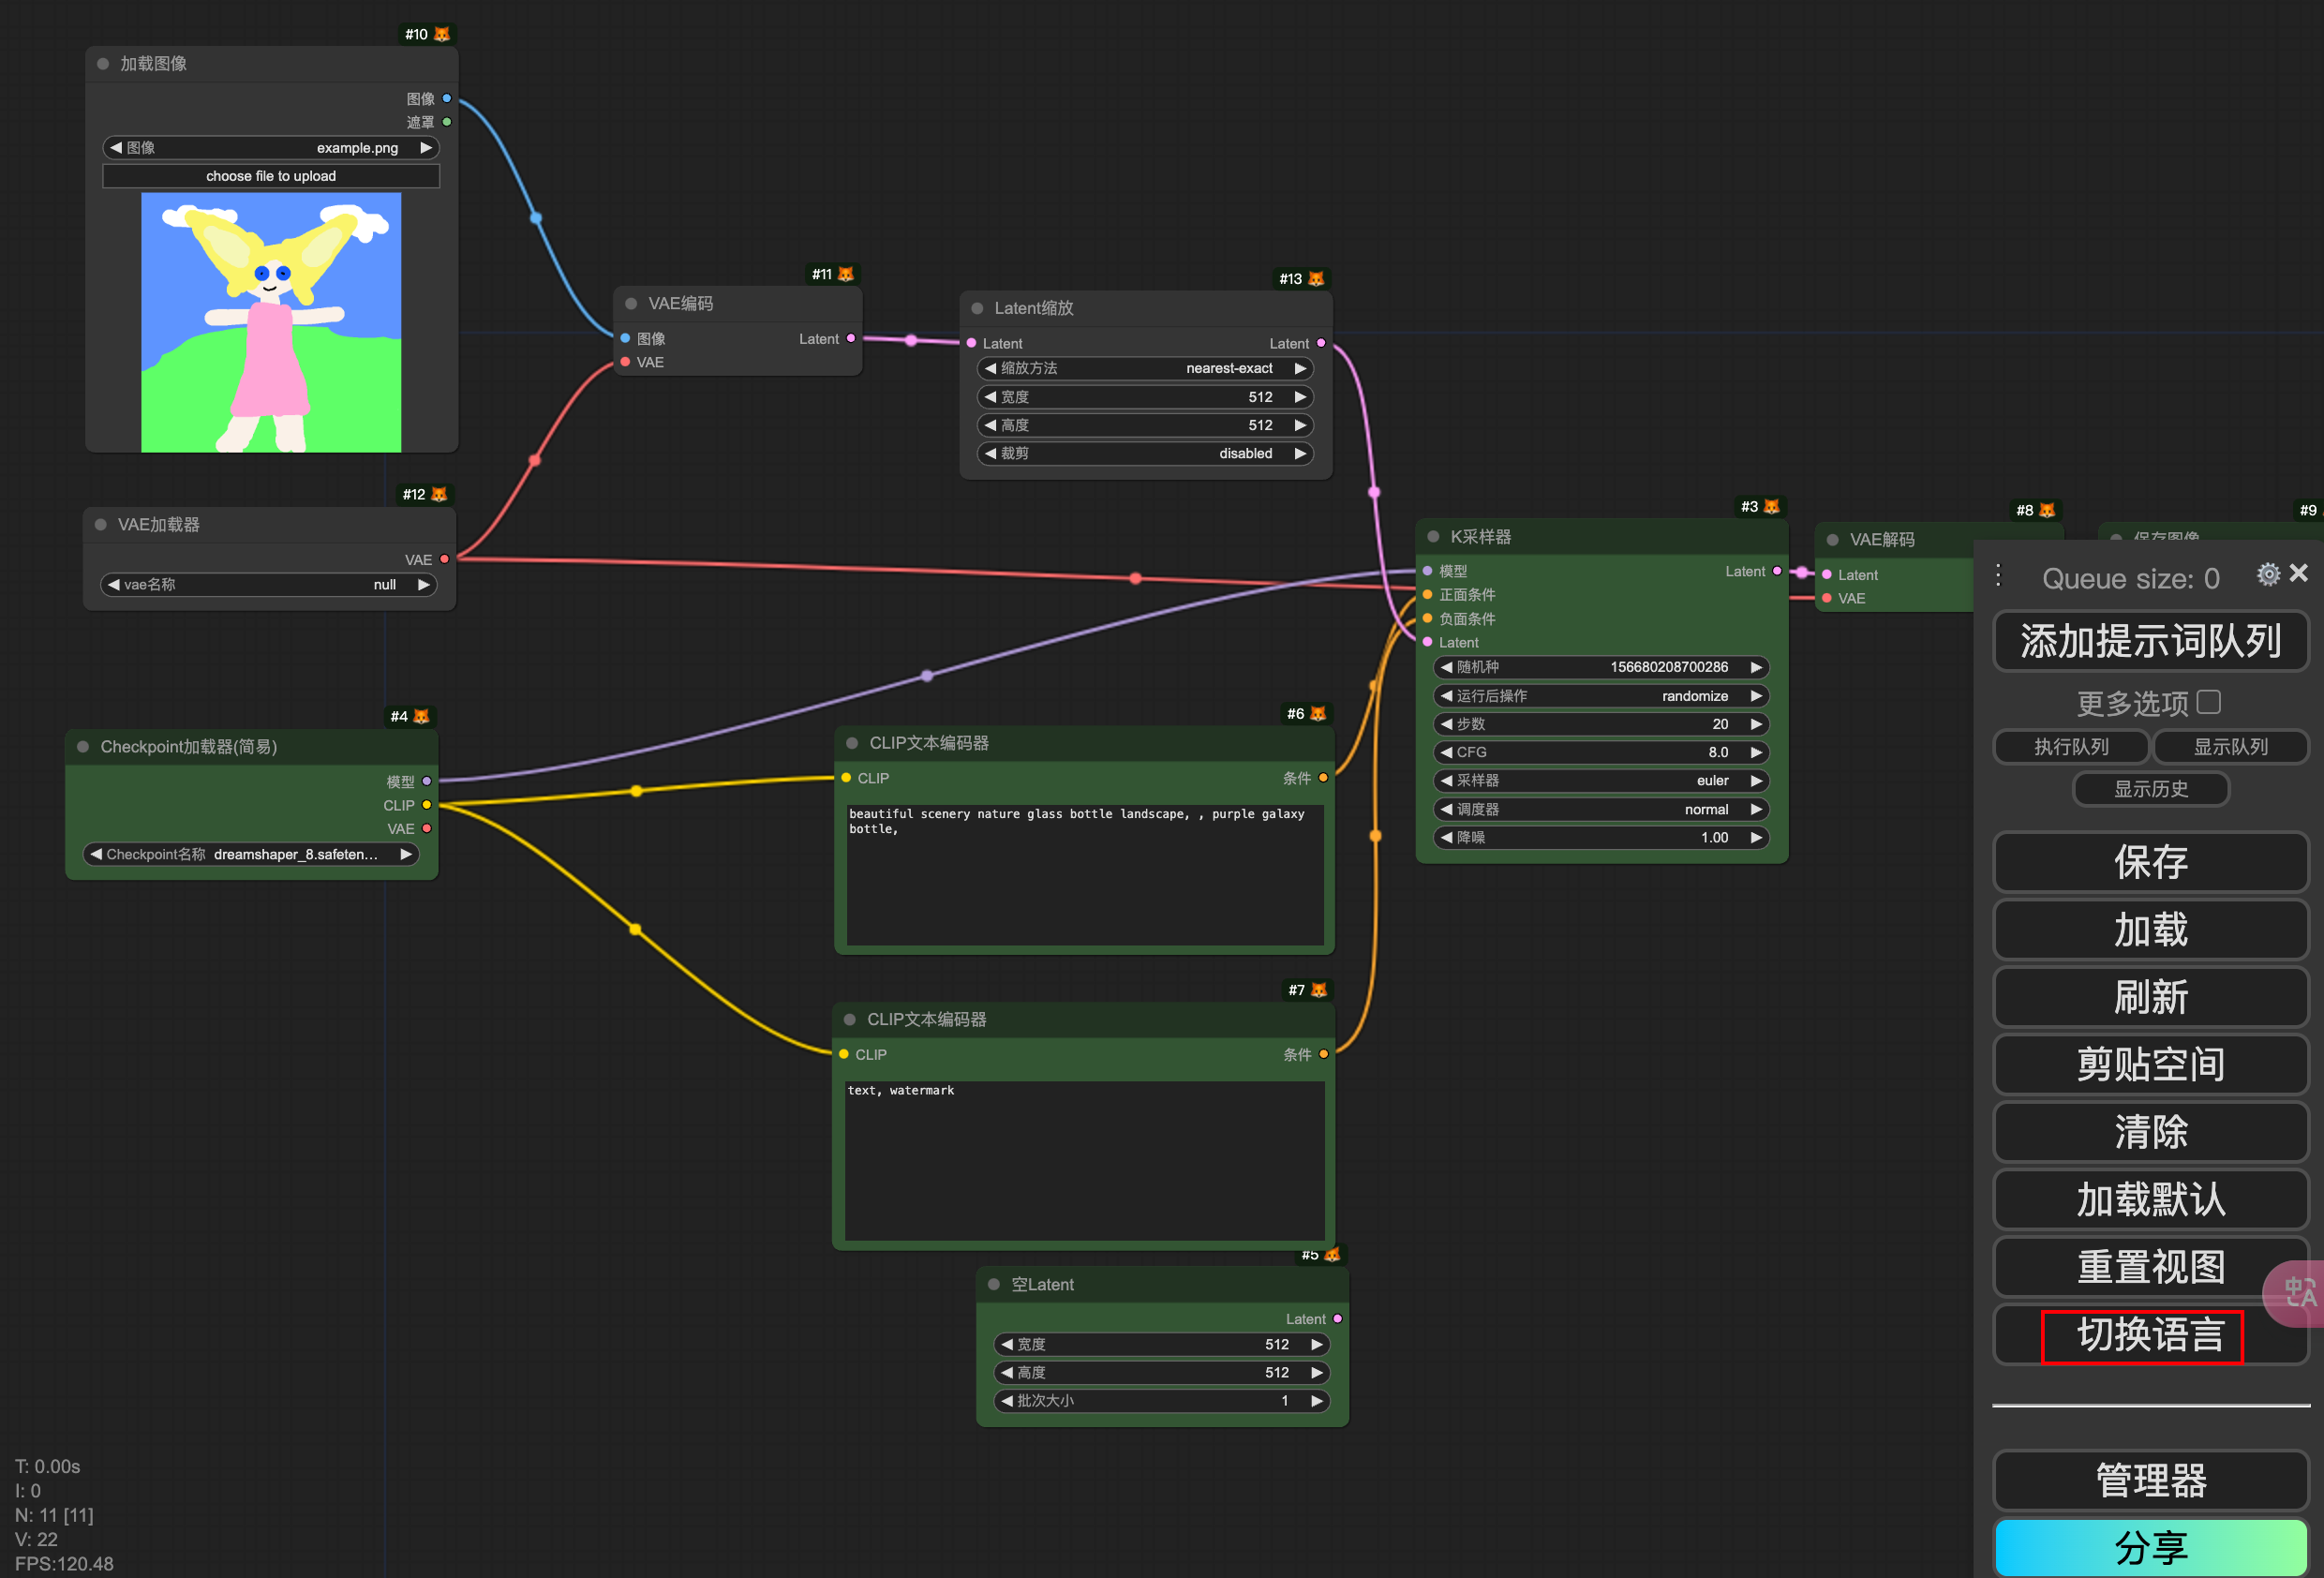 #10
加载图像
图像
遮罩
图像 example.png
choose file to upload
#11
VAE编码
图像 Latent
VAE
#13
Latent缩放
Latent Latent
缩放方法 nearest-exact
宽度 512
高度 512
裁剪 disabled
#12
VAE加载器
VAE
vae名称 null
#4
Checkpoint加载器(简易)
模型
CLIP
VAE
Checkpoint名称 dreamshaper_8.safeten...
#6
CLIP文本编码器
CLIP 条件
beautiful scenery nature glass bottle landscape, , purple galaxy
bottle,
#7
CLIP文本编码器
CLIP 条件
text, watermark
#5
空Latent
Latent
宽度 512
高度 512
批次大小 1
#3
K采样器
模型 Latent
正面条件
负面条件
Latent
随机种 156680208700286
运行后操作 randomize
步数 20
CFG 8.0
采样器 euler
调度器 normal
降噪 1.00
#8
VAE解码
Latent
VAE
#9
保存图像
Queue size: 0
添加提示词队列
更多选项
执行队列 显示队列
显示历史
保存
加载
刷新
剪贴空间
清除
加载默认
重置视图
中A
切换语言
管理器
分享
T: 0.00s
I: 0
N: 11 [11]
V: 22
FPS:120.48